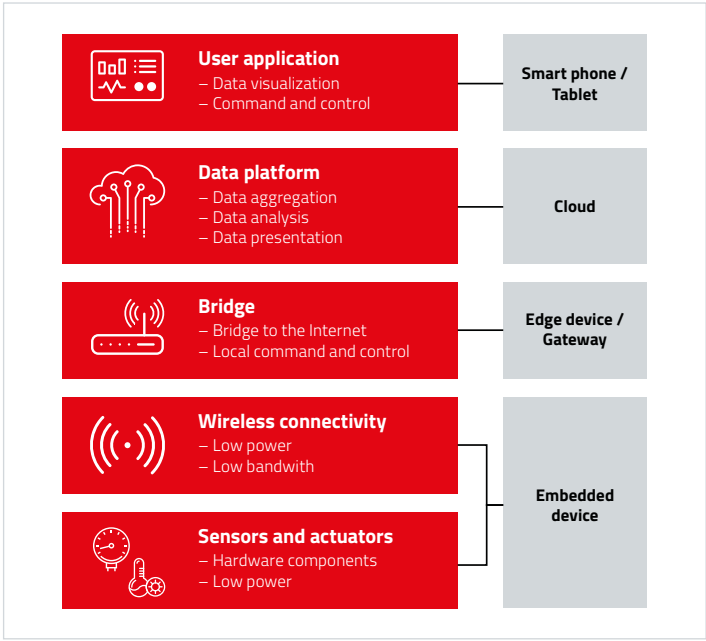 User application
– Data visualization
– Command and control
Smart phone /
Tablet
Data platform
– Data aggregation
– Data analysis
– Data presentation
Cloud
Bridge
– Bridge to the Internet
– Local command and control
Edge device /
Gateway
Wireless connectivity
– Low power
– Low bandwith
Sensors and actuators
– Hardware components
– Low power
Embedded
device